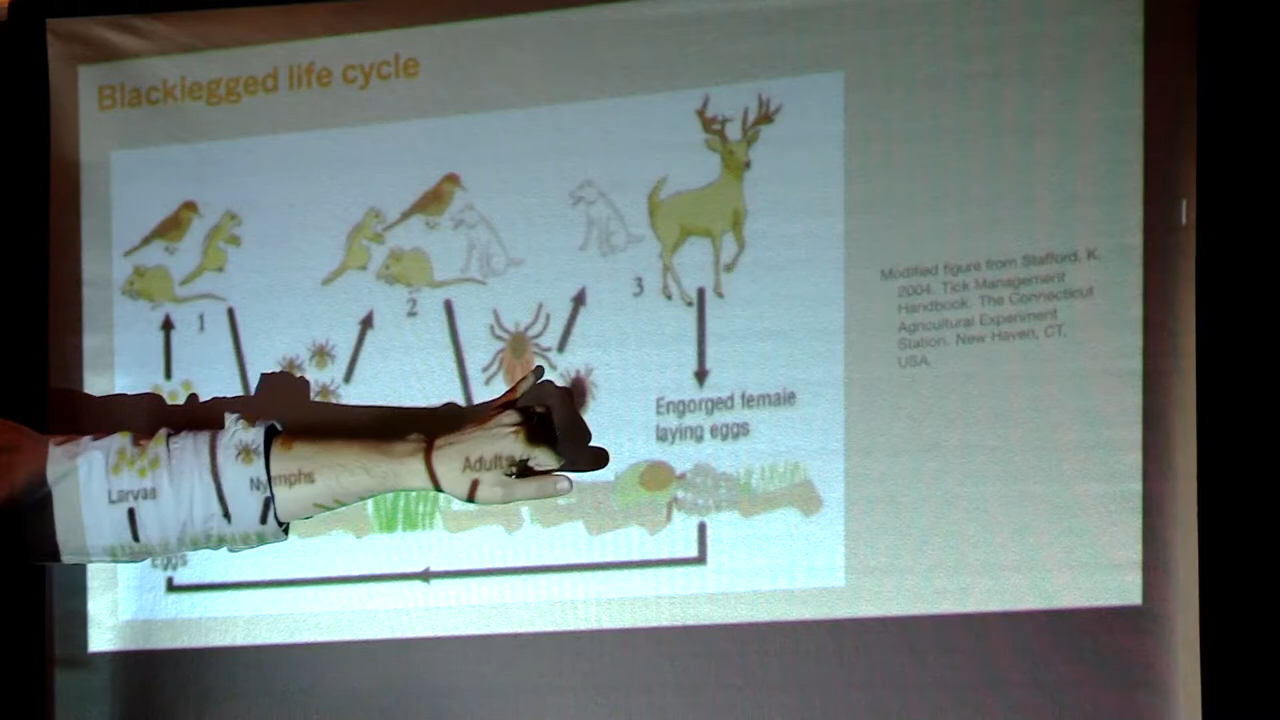 Blacklegged life cycle
1
2
3
Modified figure from Stafford, K.
2004. Tick Management
Handbook. The Connecticut
Agricultural Experiment
Station. New Haven, CT,
USA.
Engorged female
laying eggs
Larvae
Nymphs
Adults
Eggs